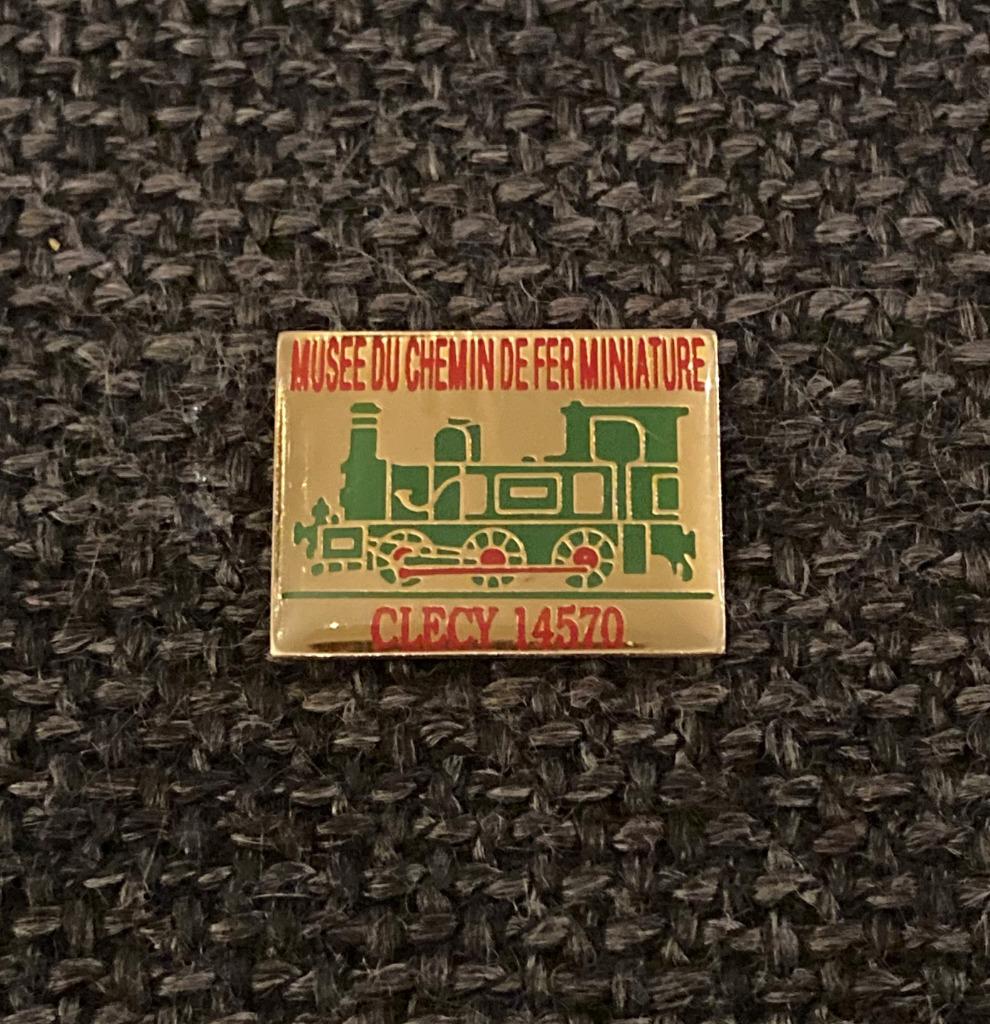 MUSEE DU CHEMIN DE FER MINIATURE
CLECY 14570